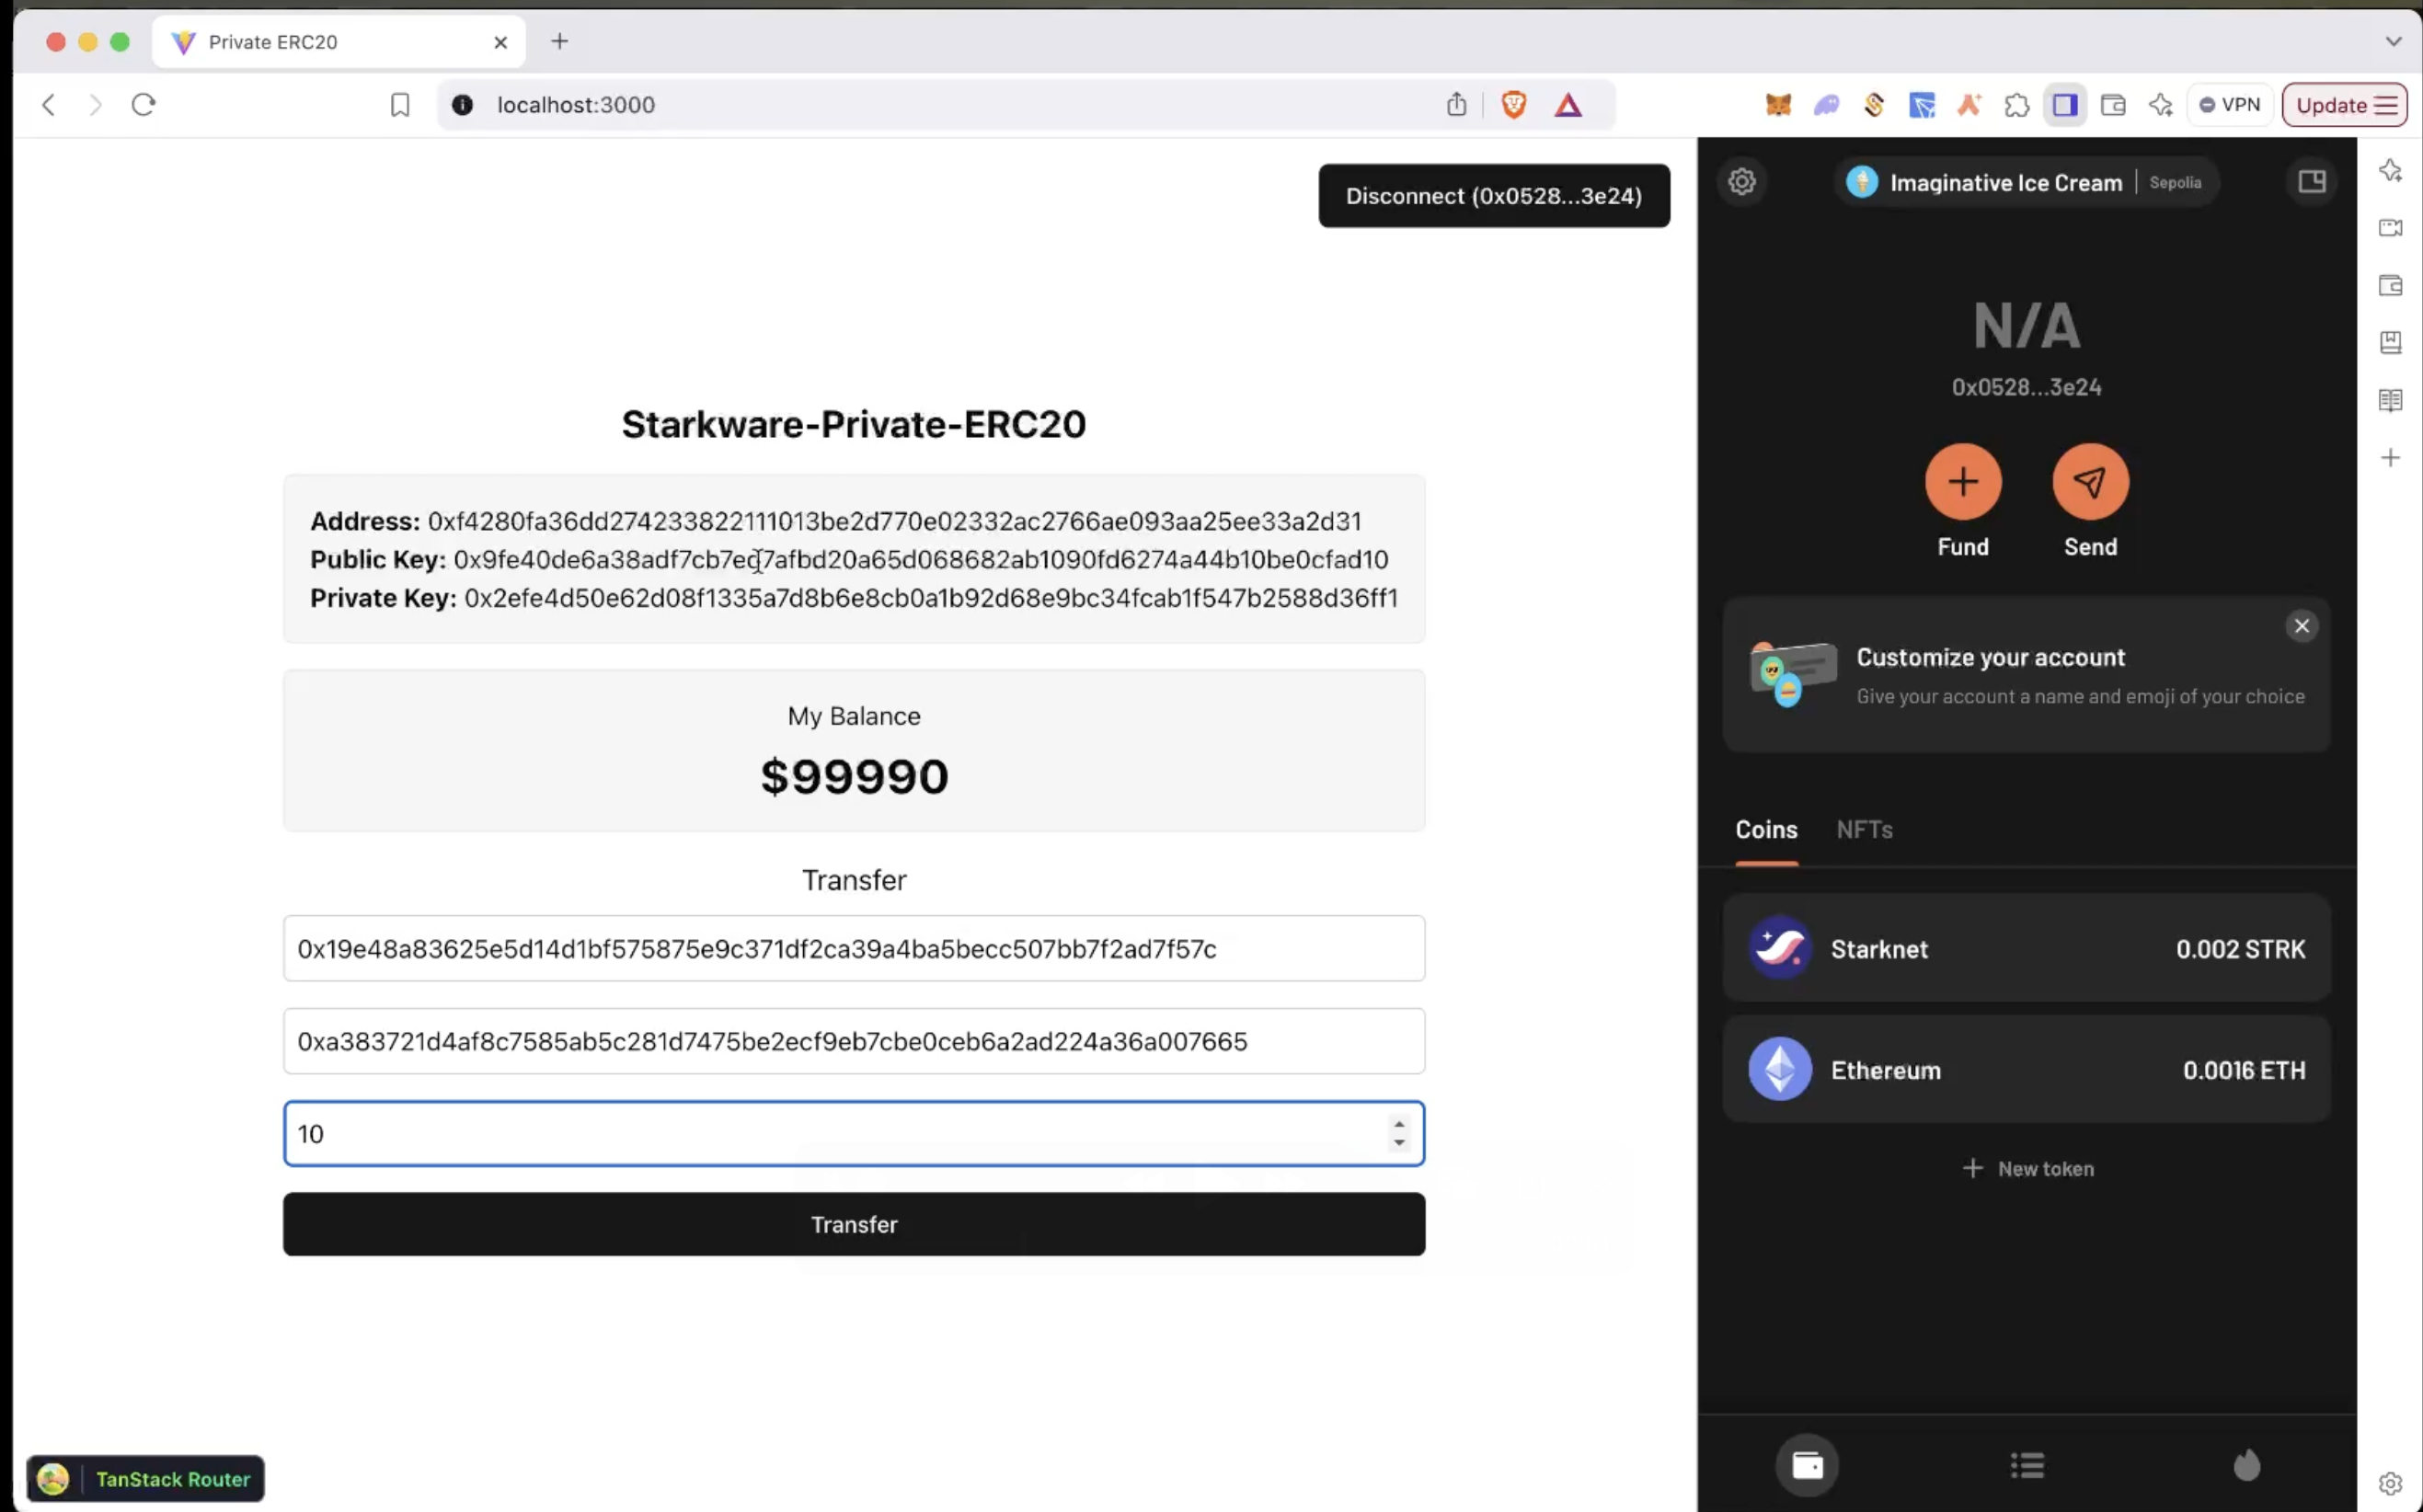 Private ERC20
localhost:3000
VPN
Update
Disconnect (0x0528...3e24)
Starkware-Private-ERC20
Address: 0xf4280fa36dd274233822111013be2d770e02332ac2766ae093aa25ee33a2d31
Public Key: 0x9fe40de6a38adf7cb7ed7afbd20a65d068682ab1090fd6274a44b10be0cfad10
Private Key: 0x2efe4d50e62d08f1335a7d8b6e8cb0a1b92d68e9bc34fcab1f547b2588d36ff1
My Balance
$99990
Transfer
0x19e48a83625e5d14d1bf575875e9c371df2ca39a4ba5becc507bb7f2ad7f57c
0xa383721d4af8c7585ab5c281d7475be2ecf9eb7cbe0ceb6a2ad224a36a007665
10
Transfer
TanStack Router
Imaginative Ice Cream
Sepolia
N/A
0x0528...3e24
Fund
Send
Customize your account
Give your account a name and emoji of your choice
Coins
NFTs
Starknet
0.002 STRK
Ethereum
0.0016 ETH
New token